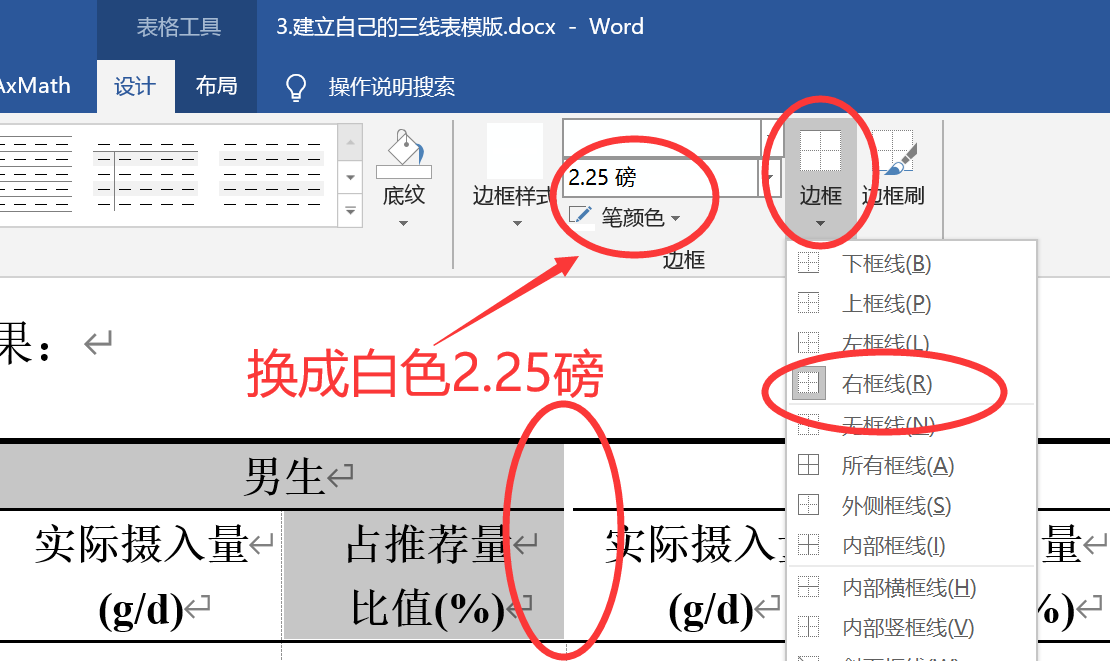 表格工具
3.建立自己的三线表模版.docx - Word
AxMath
设计
布局
操作说明搜索
底纹
边框样式
2.25 磅
笔颜色
边框
边框
边框刷
下框线(B)
上框线(P)
左框线(L)
右框线(R)
无框线(N)
所有框线(A)
外侧框线(S)
内部框线(I)
内部横框线(H)
内部竖框线(V)
斜下框线(W)
果：
换成白色2.25磅
男生
实际摄入量
(g/d)
占推荐量
比值(%)
实际摄入
(g/d)
量
%)